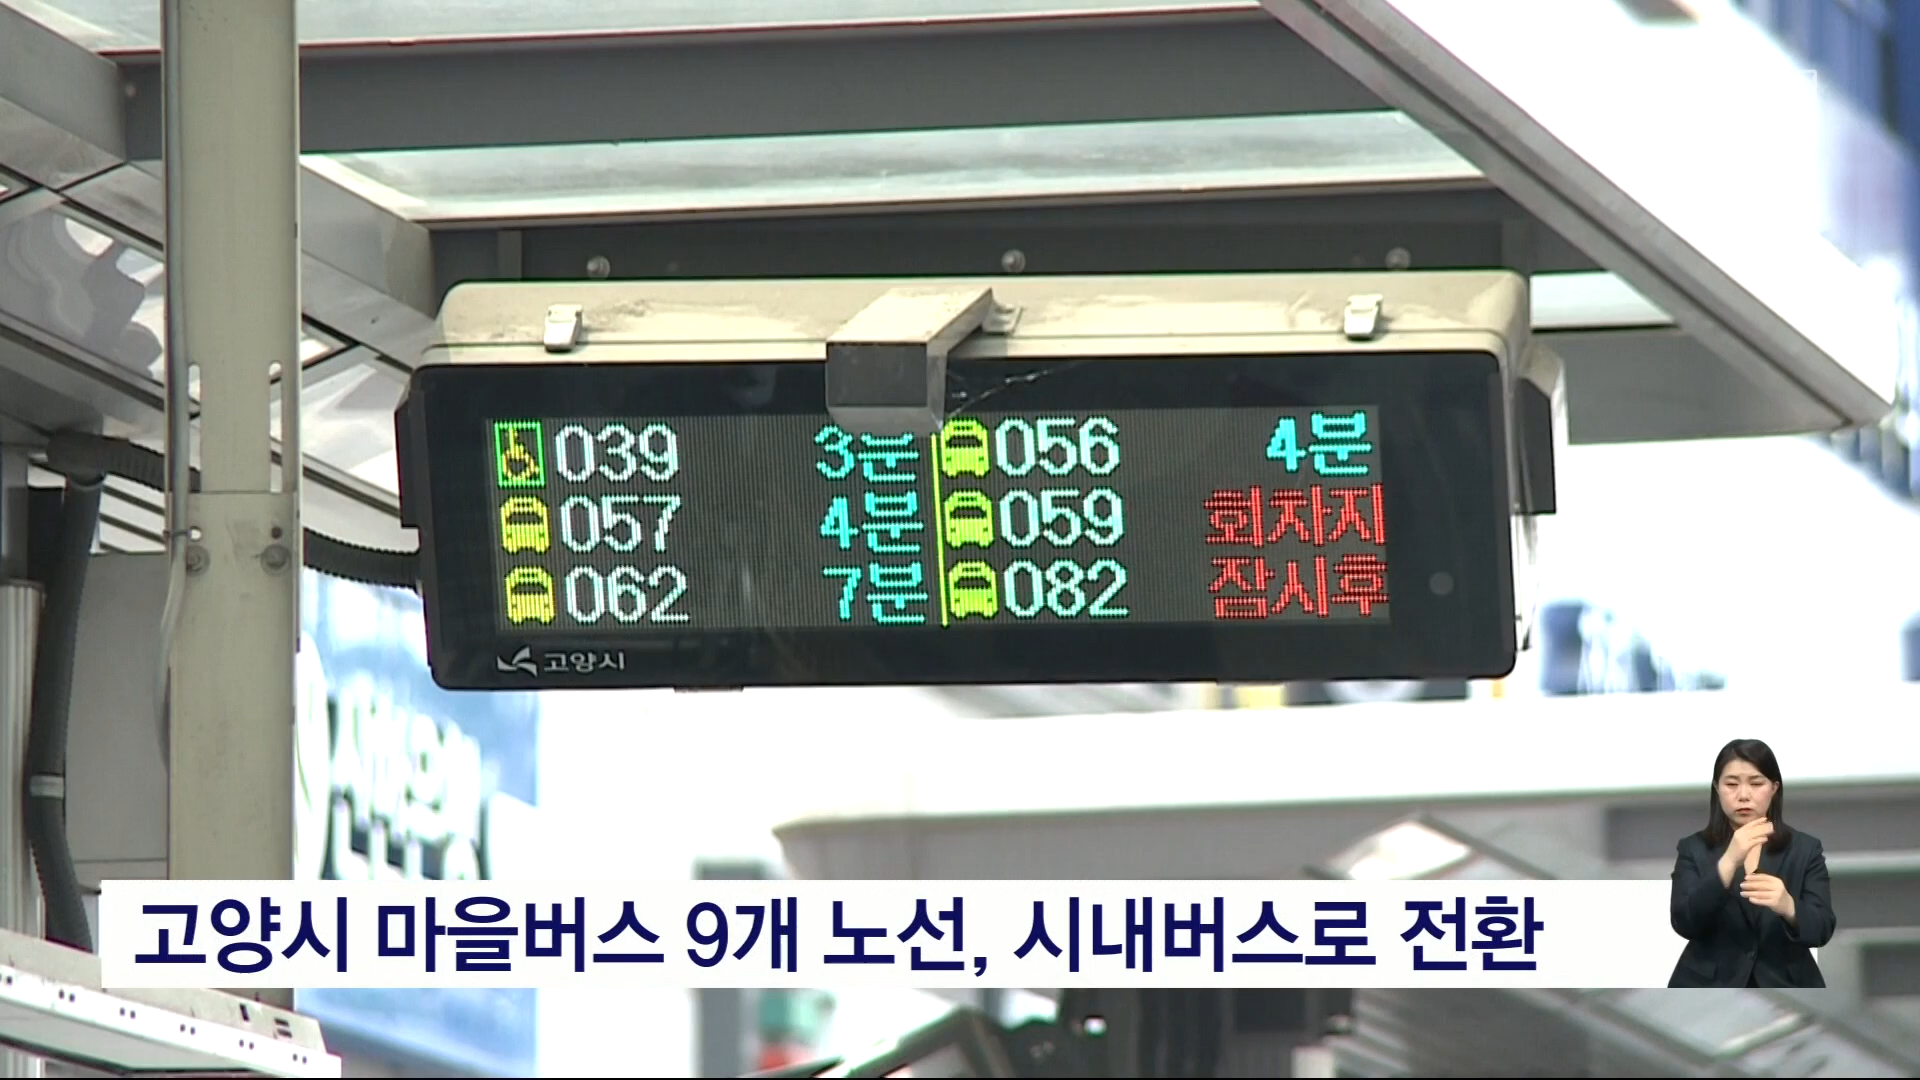 039 3분 056 4분
057 4분 059 회차지
062 7분 082 잠시후
고양시
고양시 마을버스 9개 노선, 시내버스로 전환